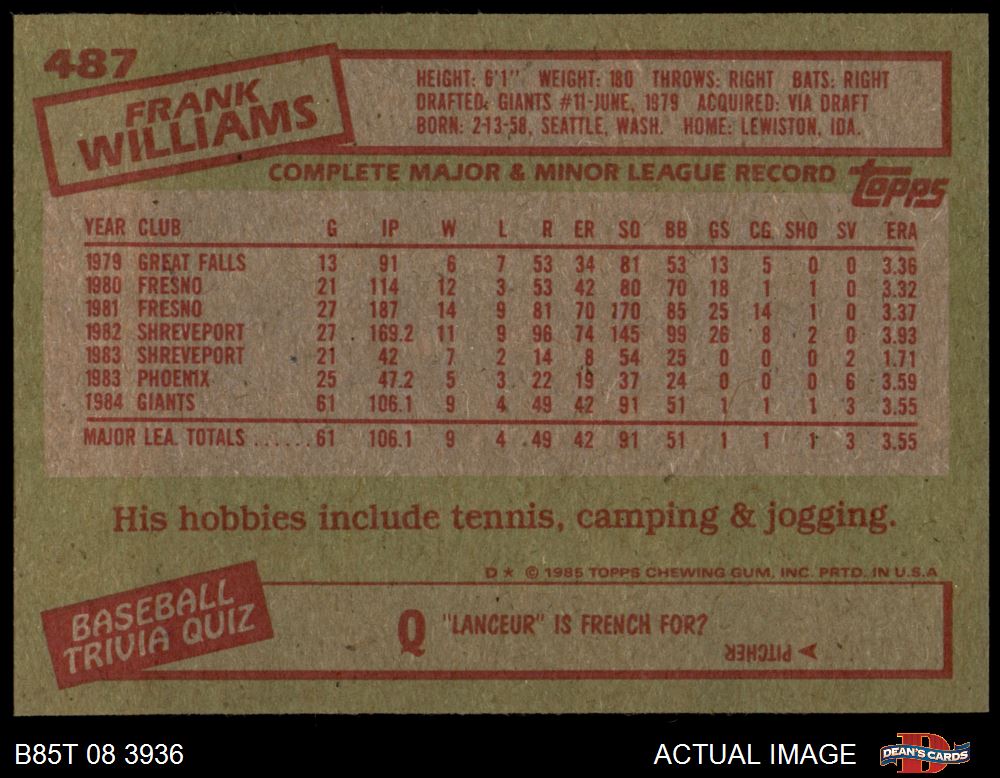 487
FRANK
WILLIAMS
HEIGHT: 6'1" WEIGHT: 180 THROWS: RIGHT BATS: RIGHT
DRAFTED: GIANTS #11-JUNE, 1979 ACQUIRED: VIA DRAFT
BORN: 2-13-58, SEATTLE, WASH. HOME: LEWISTON, IDA.
COMPLETE MAJOR & MINOR LEAGUE RECORD topps
YEAR CLUB G IP W L R ER SO BB GS CG SHO SV ERA
1979 GREAT FALLS 13 91 6 7 53 34 81 53 13 5 0 0 3.36
1980 FRESNO 21 114 12 3 53 42 80 70 18 1 1 0 3.32
1981 FRESNO 27 187 14 9 81 70 170 85 25 14 1 0 3.37
1982 SHREVEPORT 27 169.2 11 9 96 74 145 99 26 8 2 0 3.93
1983 SHREVEPORT 21 42 7 2 14 8 54 25 0 0 0 2 1.71
1983 PHOENIX 25 47.2 5 3 22 19 37 24 0 0 0 6 3.59
1984 GIANTS 61 106.1 9 4 49 42 91 51 1 1 1 3 3.55
MAJOR LEA. TOTALS ......61 106.1 9 4 49 42 91 51 1 1 1 3 3.55
His hobbies include tennis, camping & jogging.
D * © 1985 TOPPS CHEWING GUM, INC. PRTD. IN U.S.A.
BASEBALL
TRIVIA QUIZ
Q "LANCEUR" IS FRENCH FOR?
PITCHER
B85T 08 3936 ACTUAL IMAGE DEAN'S CARDS